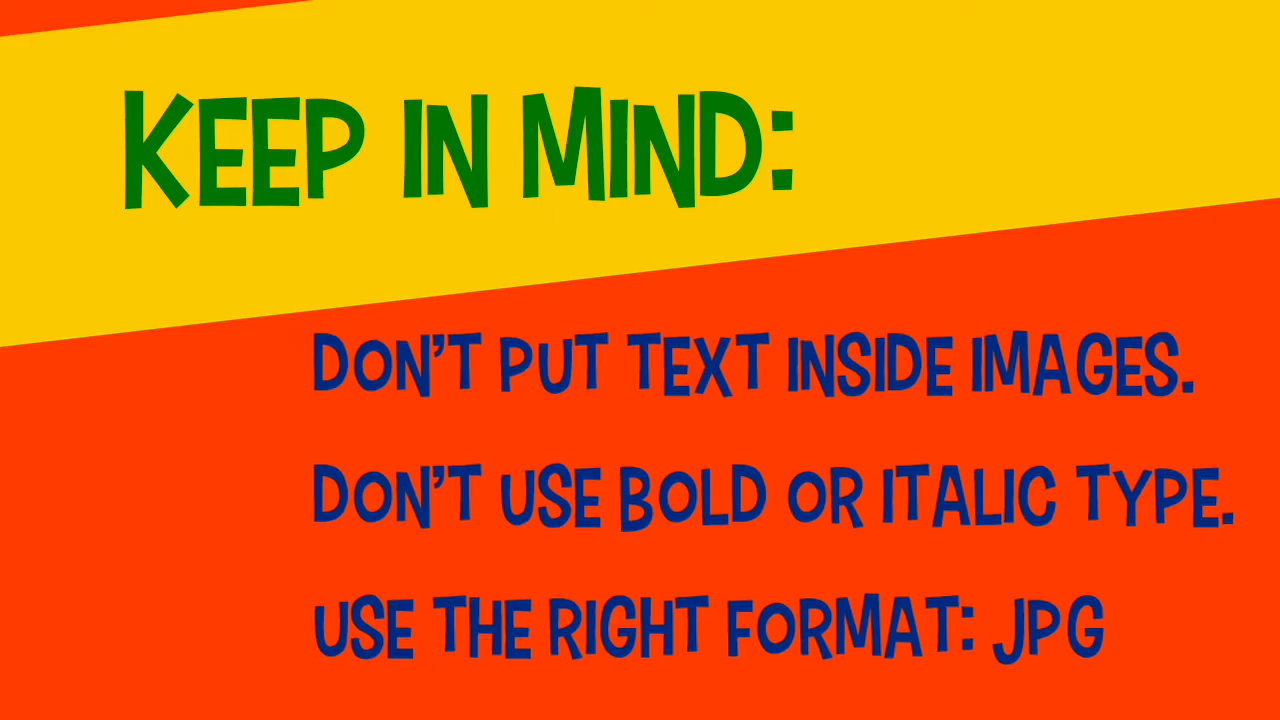 KEEP IN MIND:
DON'T PUT TEXT INSIDE IMAGES.
DON'T USE BOLD OR ITALIC TYPE.
USE THE RIGHT FORMAT: JPG